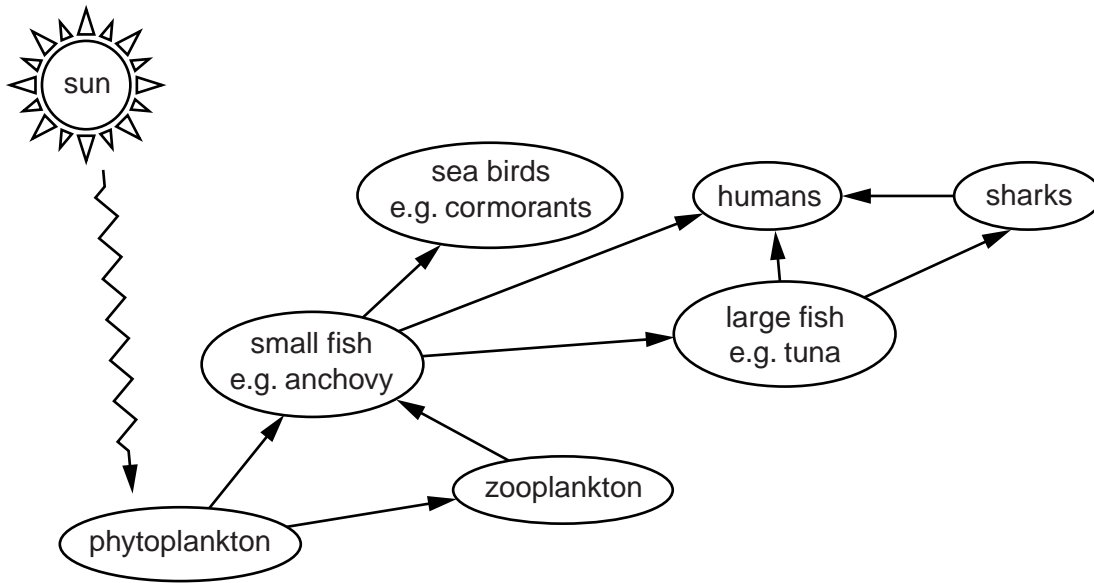 sun
sea birds
e.g. cormorants
humans
sharks
small fish
e.g. anchovy
large fish
e.g. tuna
zooplankton
phytoplankton